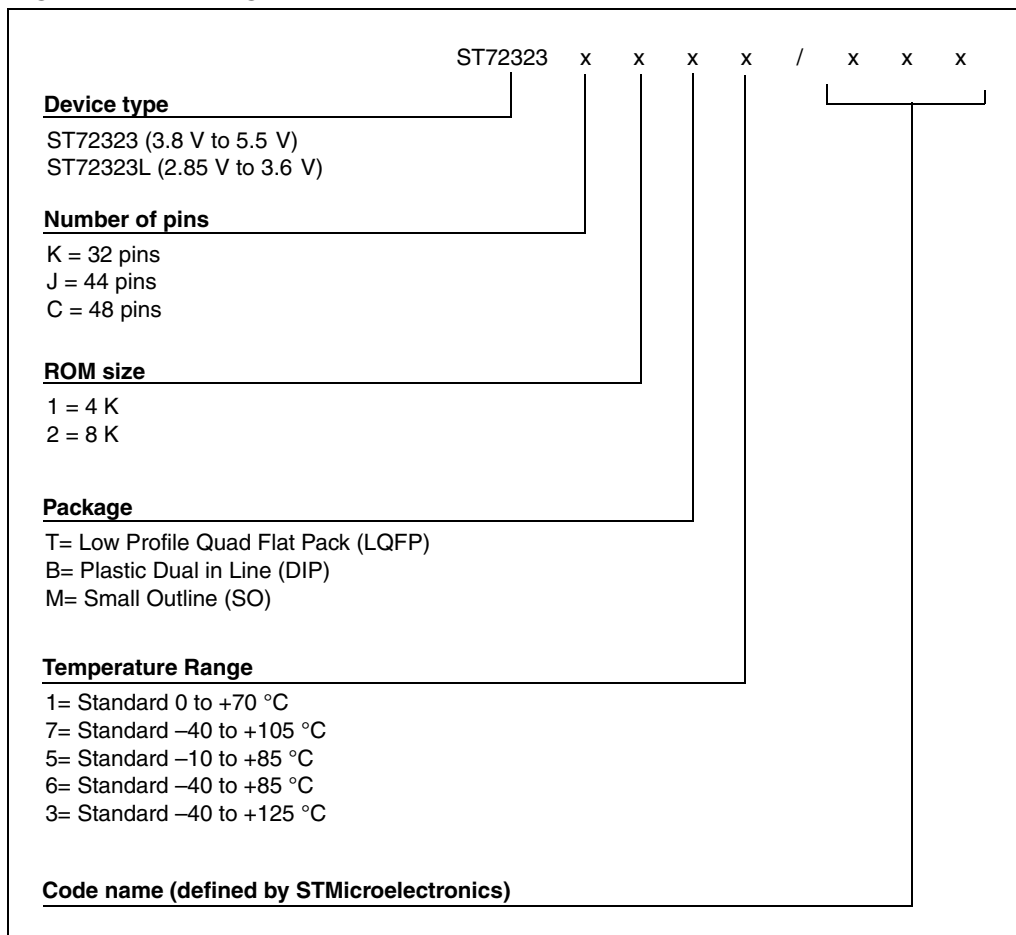 ST72323 x x x x / x x x
Device type
ST72323 (3.8 V to 5.5 V)
ST72323L (2.85 V to 3.6 V)
Number of pins
K = 32 pins
J = 44 pins
C = 48 pins
ROM size
1 = 4 K
2 = 8 K
Package
T= Low Profile Quad Flat Pack (LQFP)
B= Plastic Dual in Line (DIP)
M= Small Outline (SO)
Temperature Range
1= Standard 0 to +70 °C
7= Standard –40 to +105 °C
5= Standard –10 to +85 °C
6= Standard –40 to +85 °C
3= Standard –40 to +125 °C
Code name (defined by STMicroelectronics)